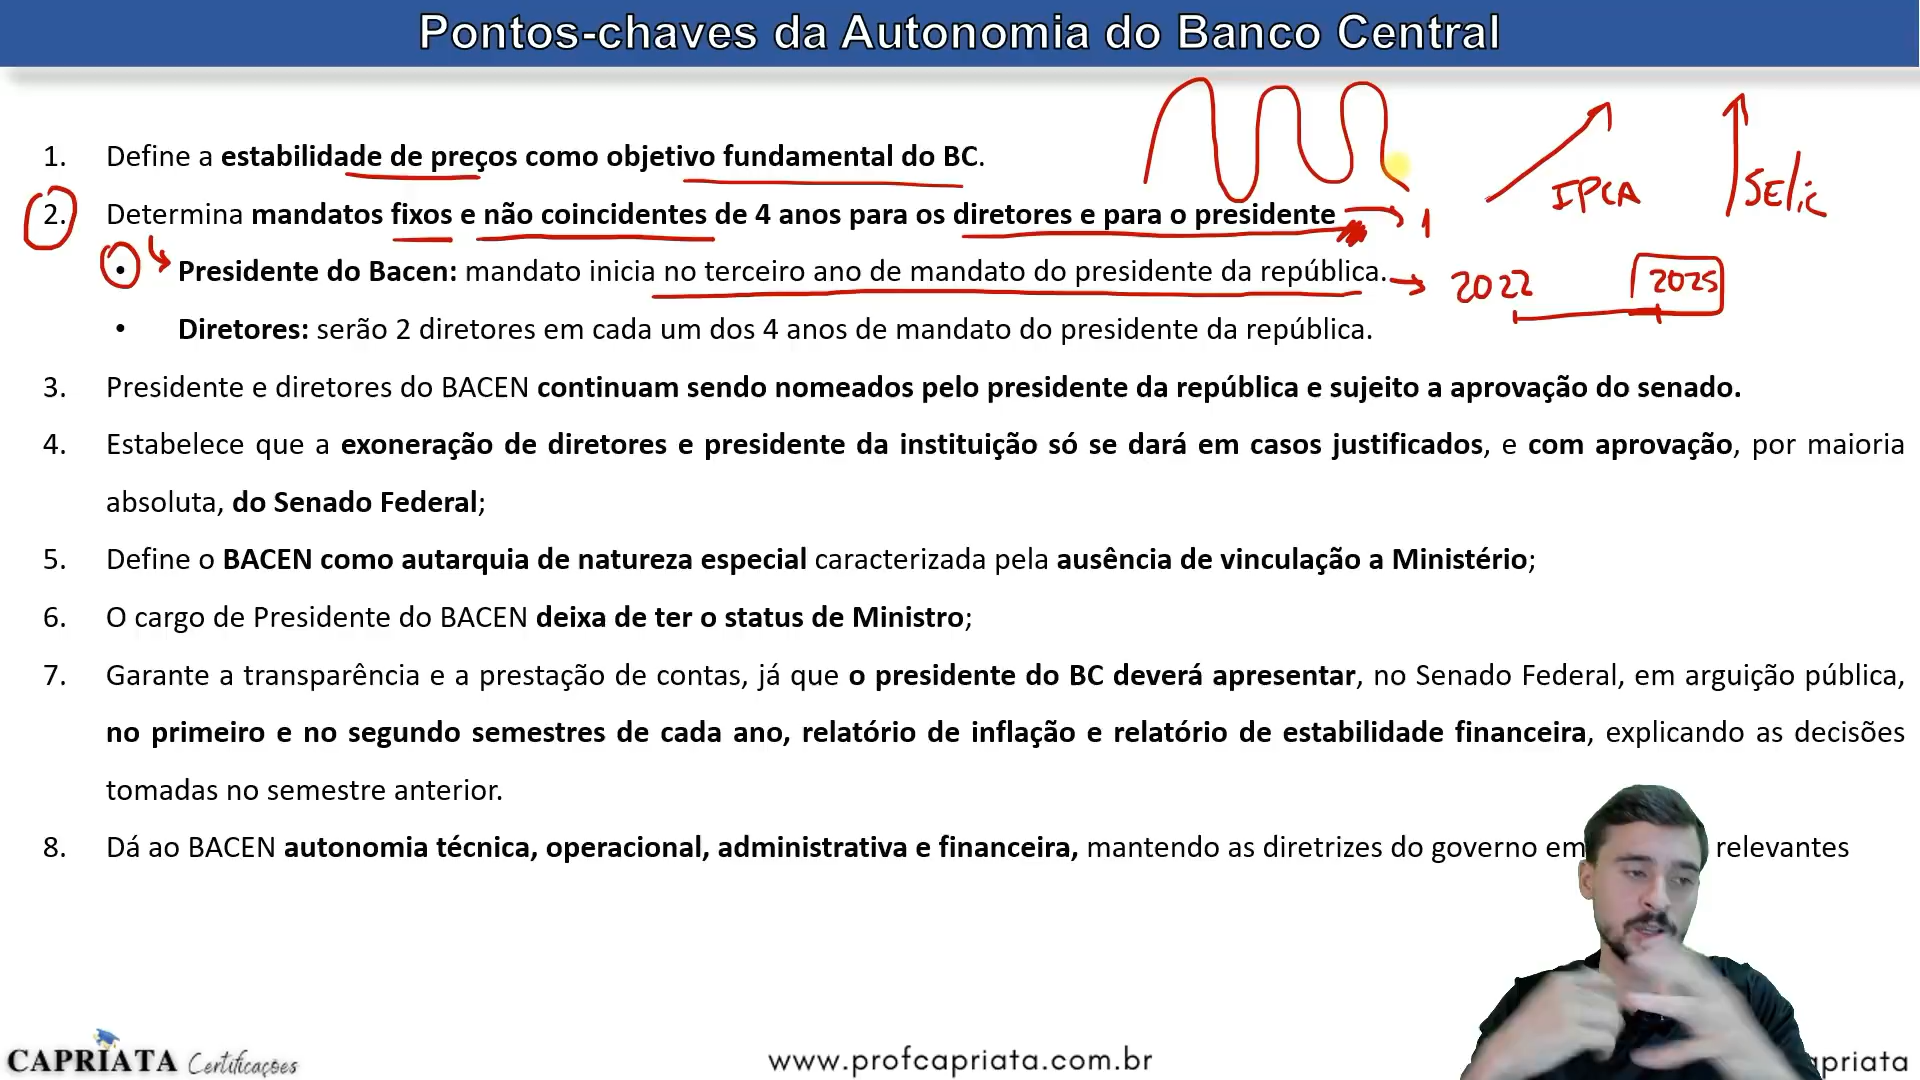 Pontos-chaves da Autonomia do Banco Central
1. Define a estabilidade de preços como objetivo fundamental do BC.
IPCA
SElic
2. Determina mandatos fixos e não coincidentes de 4 anos para os diretores e para o presidente
1
• Presidente do Bacen: mandato inicia no terceiro ano de mandato do presidente da república.
2022
2025
• Diretores: serão 2 diretores em cada um dos 4 anos de mandato do presidente da república.
3. Presidente e diretores do BACEN continuam sendo nomeados pelo presidente da república e sujeito a aprovação do senado.
4. Estabelece que a exoneração de diretores e presidente da instituição só se dará em casos justificados, e com aprovação, por maioria
absoluta, do Senado Federal;
5. Define o BACEN como autarquia de natureza especial caracterizada pela ausência de vinculação a Ministério;
6. O cargo de Presidente do BACEN deixa de ter o status de Ministro;
7. Garante a transparência e a prestação de contas, já que o presidente do BC deverá apresentar, no Senado Federal, em arguição pública,
no primeiro e no segundo semestres de cada ano, relatório de inflação e relatório de estabilidade financeira, explicando as decisões
tomadas no semestre anterior.
8. Dá ao BACEN autonomia técnica, operacional, administrativa e financeira, mantendo as diretrizes do governo em relevantes
CAPRIATA Certificações
www.profcapriata.com.br
apriata